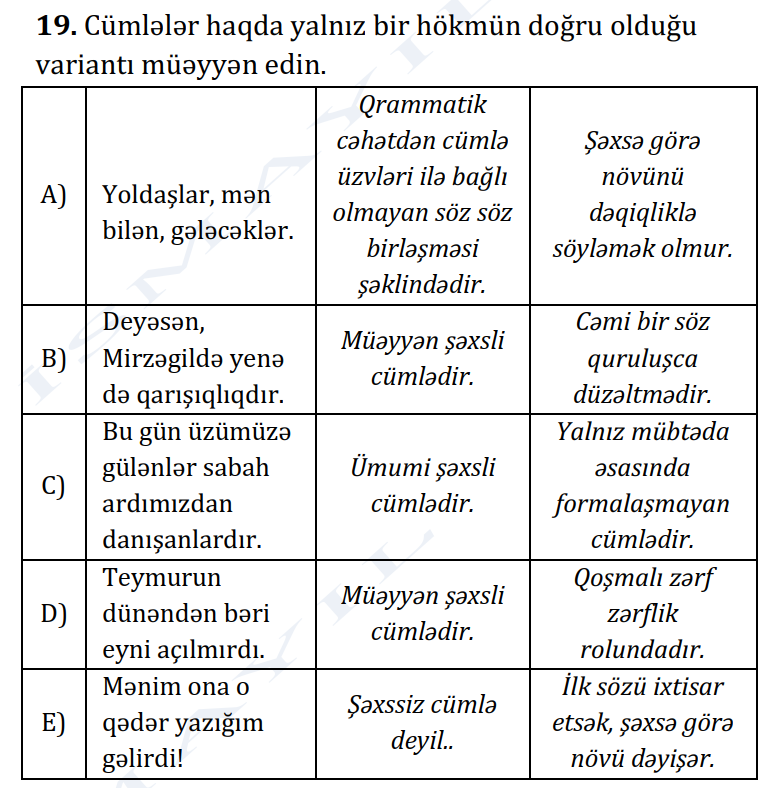 19. Cümlələr haqda yalnız bir hökmün doğru olduğu
variantı müəyyən edin.
A)
Yoldaşlar, mən
bilən, gələcəklər.
Qrammatik
cəhətdən cümlə
üzvləri ilə bağlı
olmayan söz söz
birləşməsi
şəklindədir.
Şəxsə görə
növünü
dəqiqliklə
söyləmək olmur.
B)
Deyəsən,
Mirzəgildə yenə
də qarışıqlıqdır.
Müəyyən şəxsli
cümlədir.
Cəmi bir söz
quruluşca
düzəltmədir.
C)
Bu gün üzümüzə
gülənlər sabah
ardımızdan
danışanlardır.
Ümumi şəxsli
cümlədir.
Yalnız mübtəda
əsasında
formalaşmayan
cümlədir.
D)
Teymurun
dünəndən bəri
eyni açılmırdı.
Müəyyən şəxsli
cümlədir.
Qoşmalı zərf
zərflik
rolundadır.
E)
Mənim ona o
qədər yazığım
gəlirdi!
Şəxssiz cümlə
deyil..
İlk sözü ixtisar
etsək, şəxsə görə
növü dəyişər.
İSMAYIL